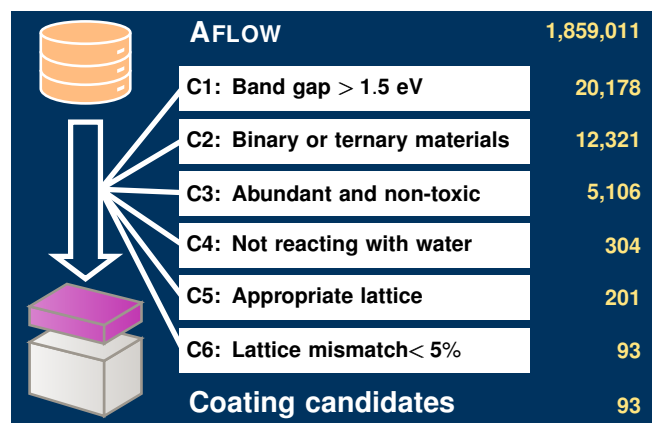 AFLOW 1,859,011
C1: Band gap > 1.5 eV 20,178
C2: Binary or ternary materials 12,321
C3: Abundant and non-toxic 5,106
C4: Not reacting with water 304
C5: Appropriate lattice 201
C6: Lattice mismatch< 5% 93
Coating candidates 93